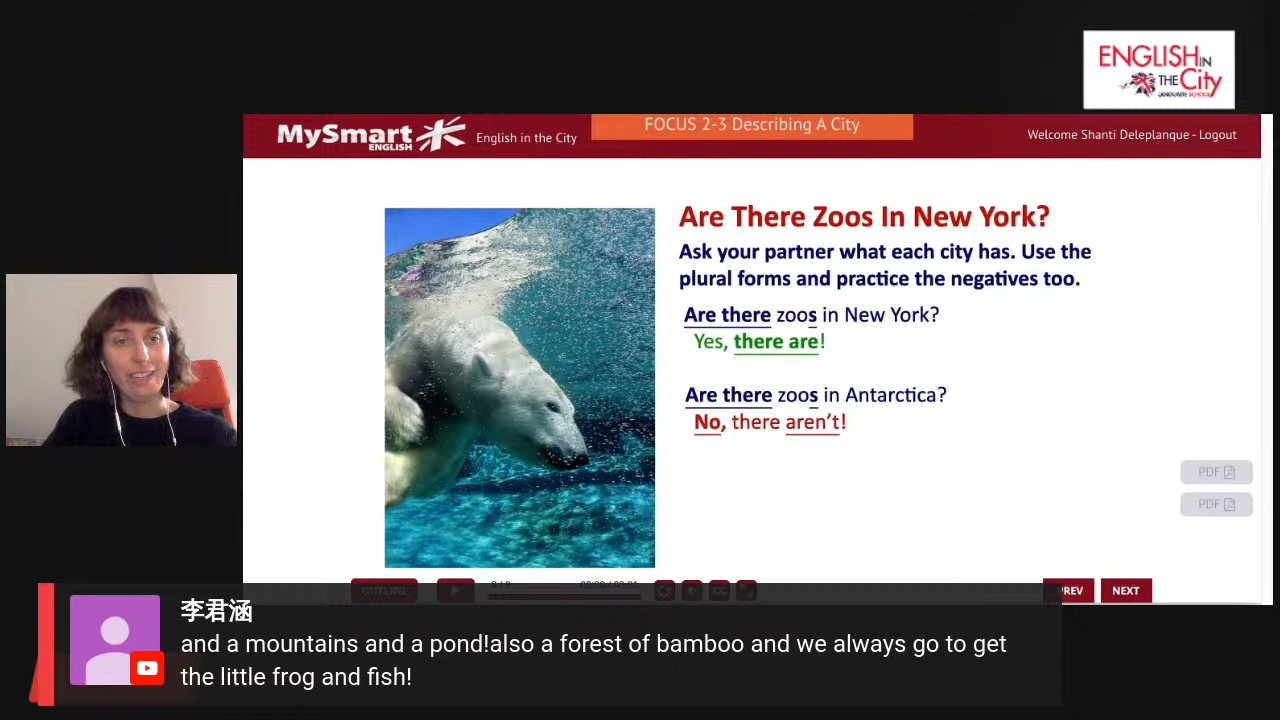 ENGLISH IN
THE City
LANGUAGE SCHOOL
MySmart
ENGLISH
English in the City
FOCUS 2-3 Describing A City
Welcome Shanti Deleplanque - Logout
Are There Zoos In New York?
Ask your partner what each city has. Use the
plural forms and practice the negatives too.
Are there zoos in New York?
Yes, there are!
Are there zoos in Antarctica?
No, there aren't!
PDF
PDF
OUTLINE
CC
PREV
NEXT
李君涵
and a mountains and a pond!also a forest of bamboo and we always go to get
the little frog and fish!